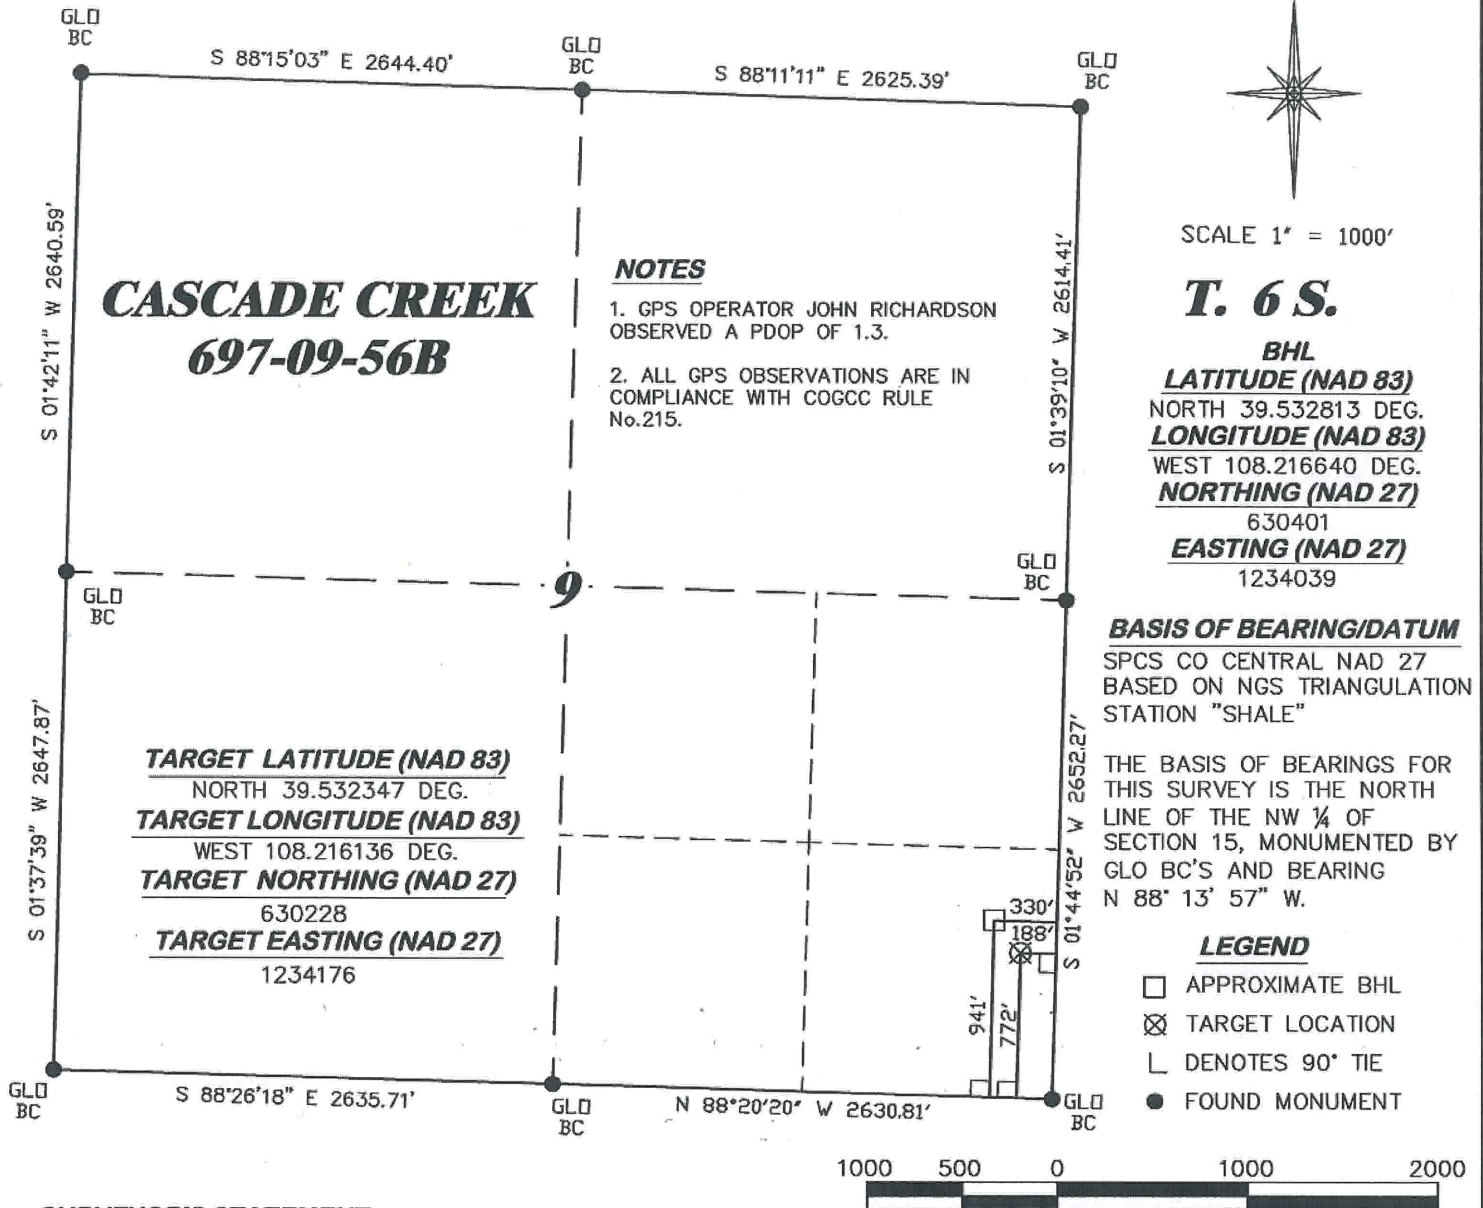 GLO
BC
S 88°15'03" E 2644.40'
GLO
BC
S 88°11'11" E 2625.39'
GLO
BC
S 01°42'11" W 2640.59'
CASCADE CREEK
697-09-56B
NOTES
1. GPS OPERATOR JOHN RICHARDSON
OBSERVED A PDOP OF 1.3.
2. ALL GPS OBSERVATIONS ARE IN
COMPLIANCE WITH COGCC RULE
No.215.
S 01°39'10" W 2614.41'
SCALE 1" = 1000'
T. 6 S.
BHL
LATITUDE (NAD 83)
NORTH 39.532813 DEG.
LONGITUDE (NAD 83)
WEST 108.216640 DEG.
NORTHING (NAD 27)
630401
EASTING (NAD 27)
1234039
GLO
BC
9
GLO
BC
BASIS OF BEARING/DATUM
SPCS CO CENTRAL NAD 27
BASED ON NGS TRIANGULATION
STATION "SHALE"
THE BASIS OF BEARINGS FOR
THIS SURVEY IS THE NORTH
LINE OF THE NW ¼ OF
SECTION 15, MONUMENTED BY
GLO BC'S AND BEARING
N 88° 13' 57" W.
S 01°37'39" W 2647.87'
TARGET LATITUDE (NAD 83)
NORTH 39.532347 DEG.
TARGET LONGITUDE (NAD 83)
WEST 108.216136 DEG.
TARGET NORTHING (NAD 27)
630228
TARGET EASTING (NAD 27)
1234176
S 01°44'52" W 2652.27'
330'
188'
941'
772'
LEGEND
APPROXIMATE BHL
TARGET LOCATION
DENOTES 90° TIE
FOUND MONUMENT
GLO
BC
S 88°26'18" E 2635.71'
GLO
BC
N 88°20'20" W 2630.81'
GLO
BC
1000 500 0 1000 2000